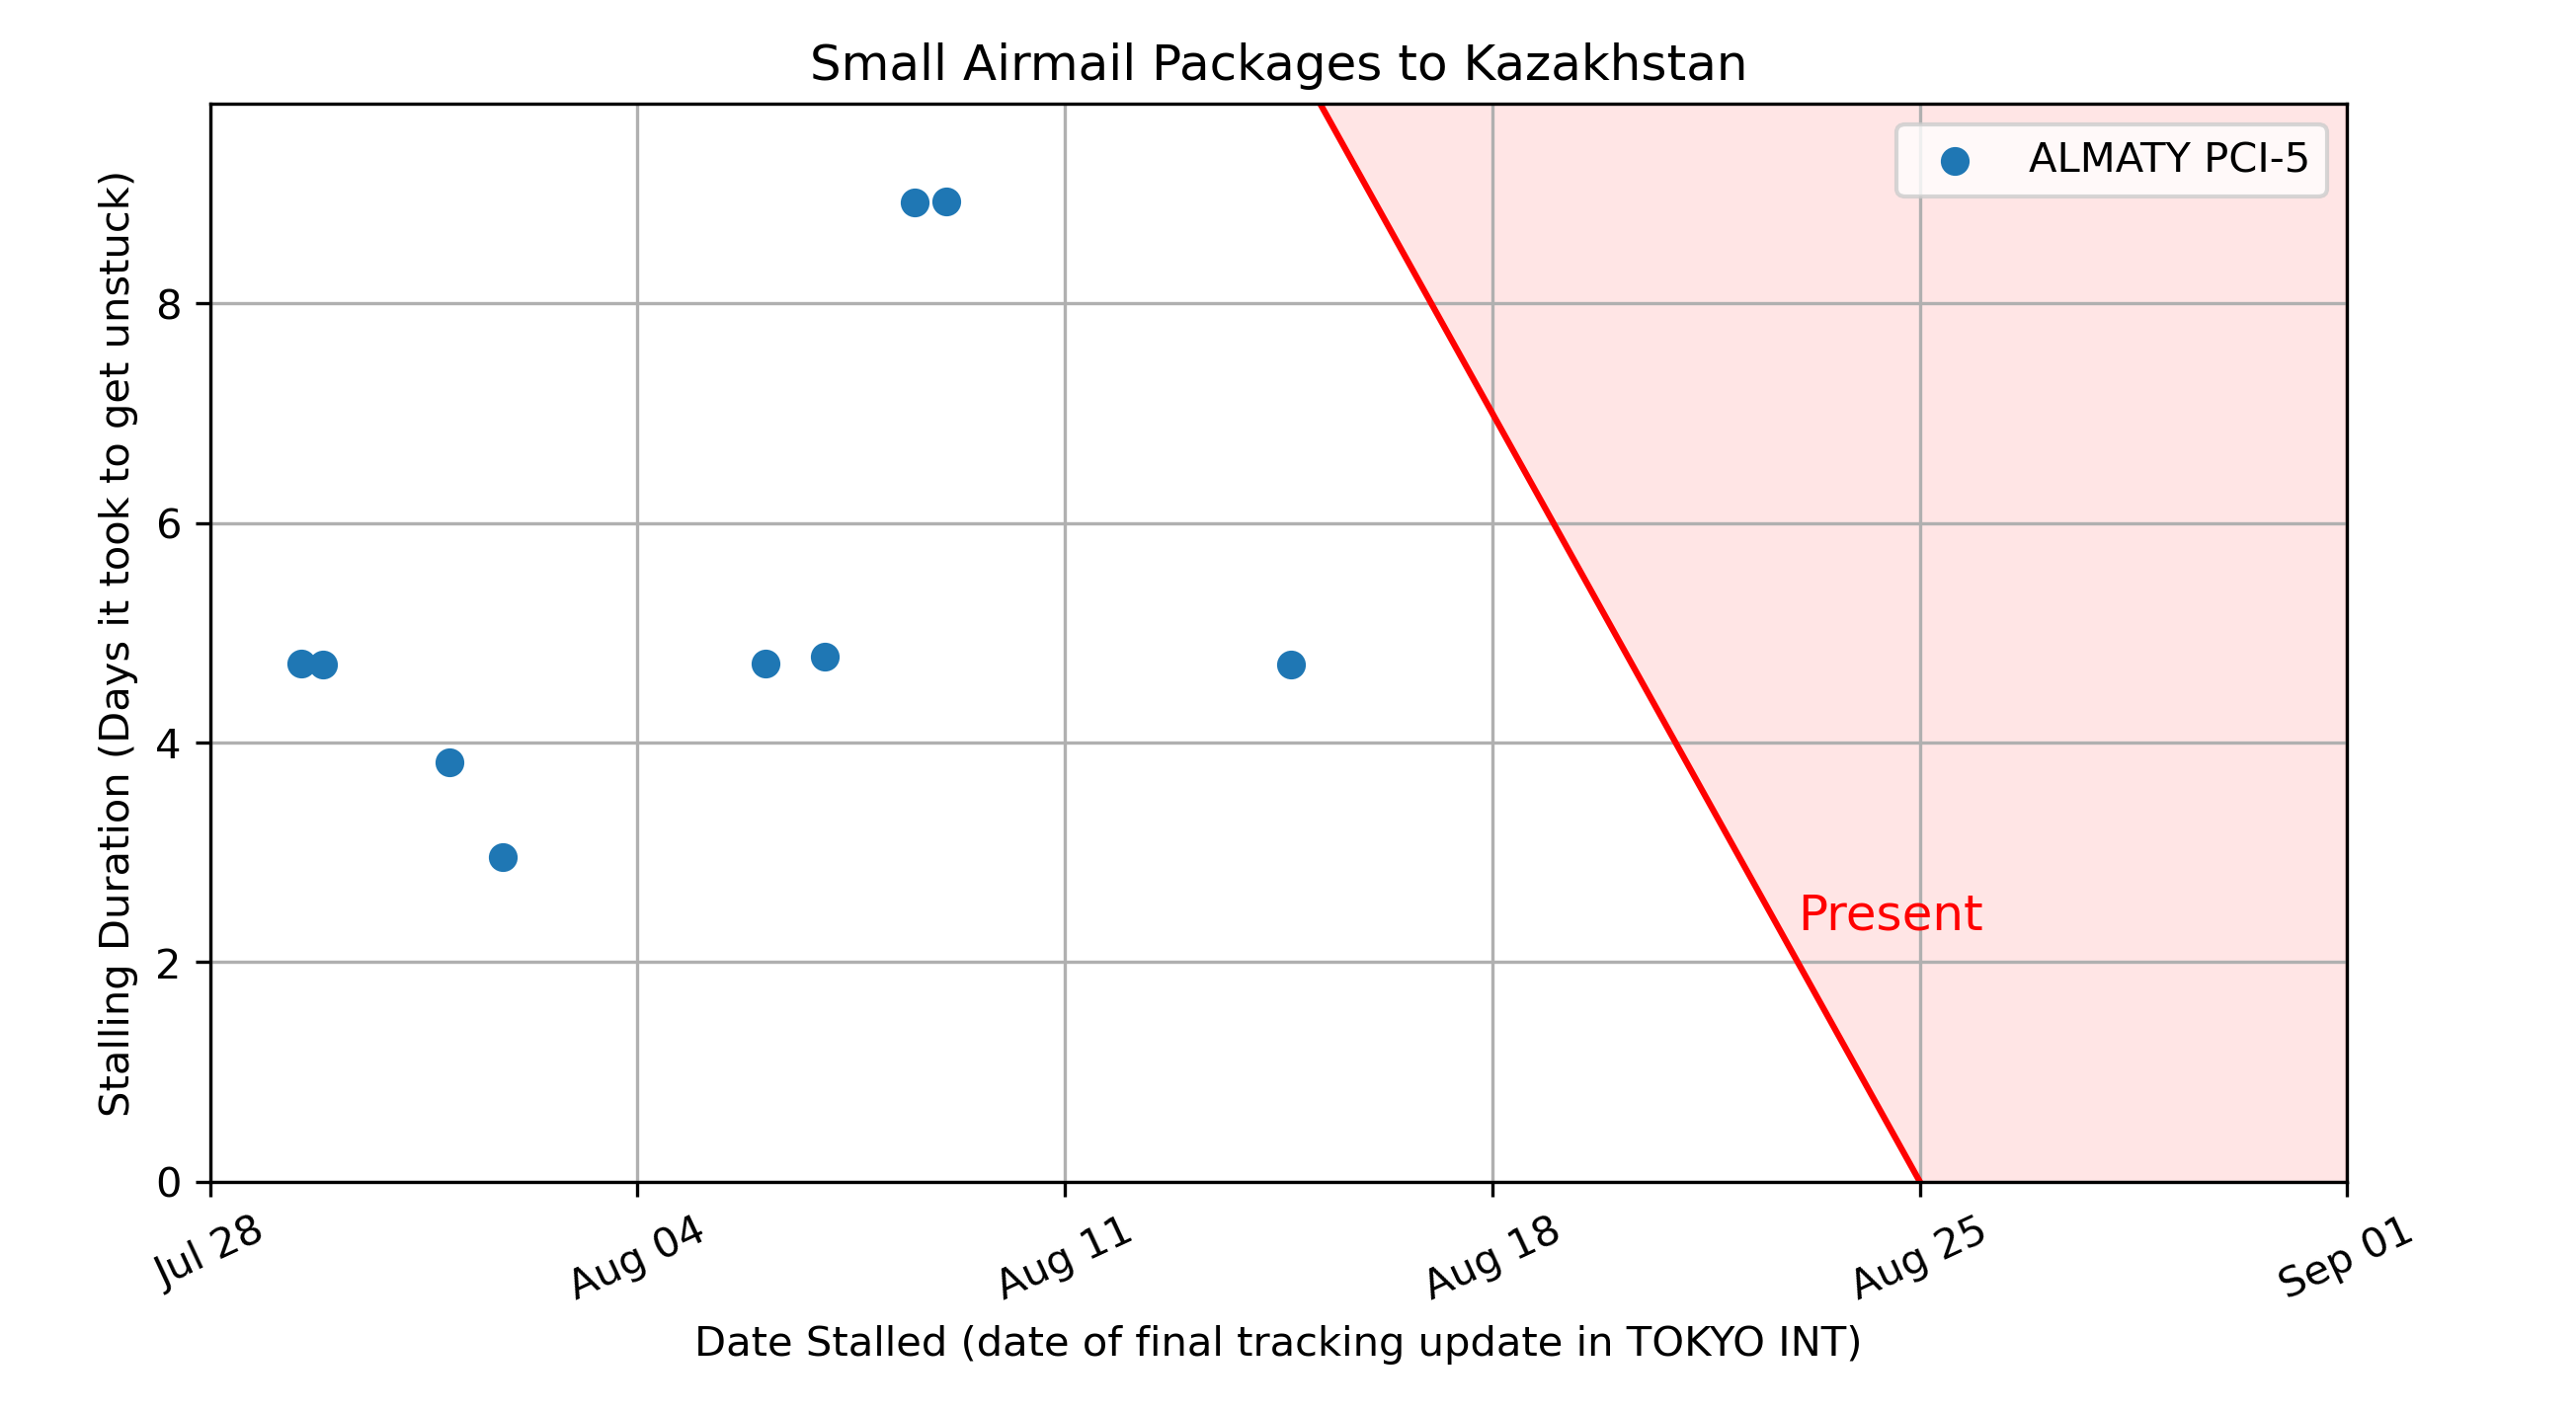 Small Airmail Packages to Kazakhstan
ALMATY PCI-5
Stalling Duration (Days it took to get unstuck)
8
6
4
2
0
Present
Jul 28
Aug 04
Aug 11
Aug 18
Aug 25
Sep 01
Date Stalled (date of final tracking update in TOKYO INT)